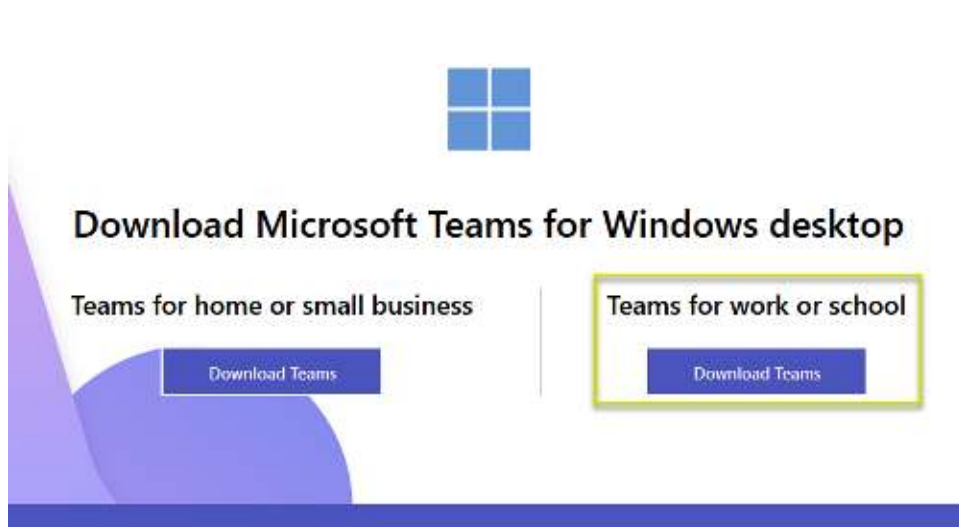 Download Microsoft Teams for Windows desktop
Teams for home or small business
Download Teams
Teams for work or school
Download Teams